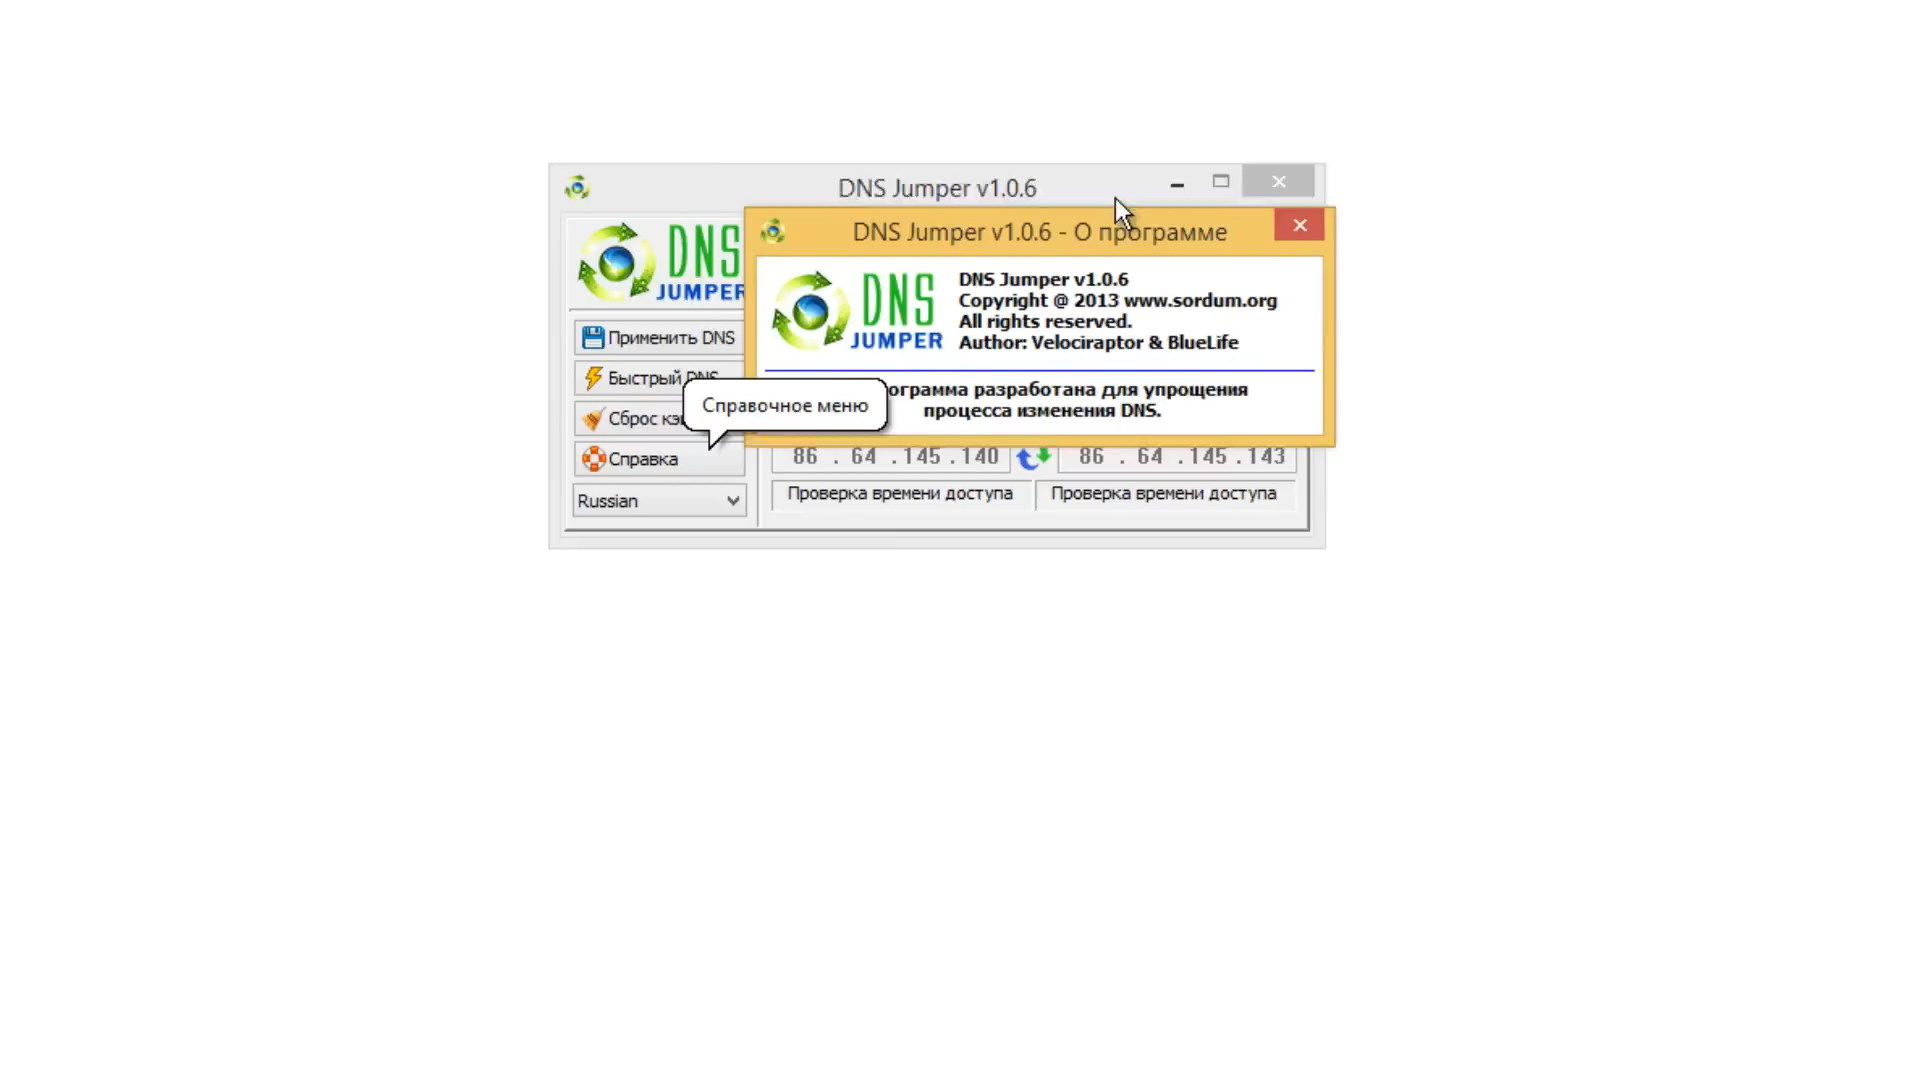 DNS Jumper v1.0.6
DNS Jumper v1.0.6 - О программе
DNS
JUMPER
DNS
JUMPER
DNS Jumper v1.0.6
Copyright @ 2013 www.sordum.org
All rights reserved.
Author: Velociraptor & BlueLife
разработана для упрощения
процесса изменения DNS.
Применить DNS
Быстрый DNS
Сброс
Справочное меню
Справка
Russian
86 . 64 .145 .140
86 . 64 .145 .143
Проверка времени доступа
Проверка времени доступа